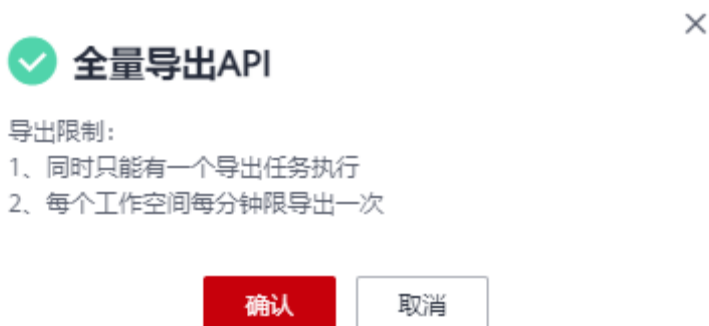 全量导出API
导出限制：
1、同时只能有一个导出任务执行
2、每个工作空间每分钟限导出一次
确认
取消